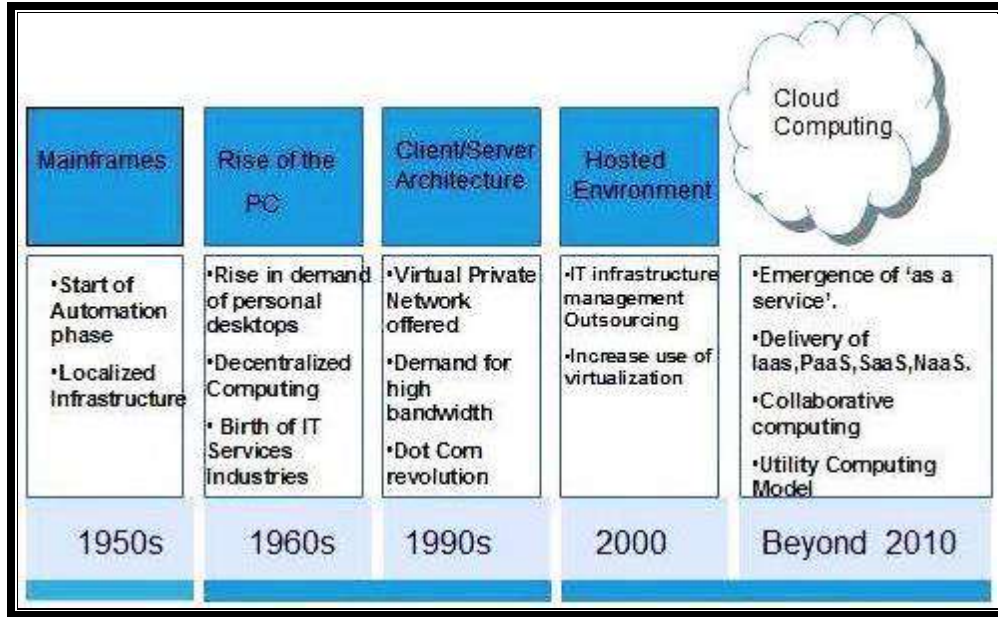 Mainframes
•Start of
Automation
phase
•Localized
Infrastructure
1950s
Rise of the
PC
•Rise in demand
of personal
desktops
•Decentralized
Computing
• Birth of IT
Services
Industries
1960s
Client/Server
Architecture
•Virtual Private
Network
offered
•Demand for
high
bandwidth
•Dot Com
revolution
1990s
Hosted
Environment
•IT infrastructure
management
Outsourcing
•Increase use of
virtualization
2000
Cloud
Computing
•Emergence of ‘as a
service’.
•Delivery of
Iaas,PaaS,SaaS,NaaS.
•Collaborative
computing
•Utility Computing
Model
Beyond 2010